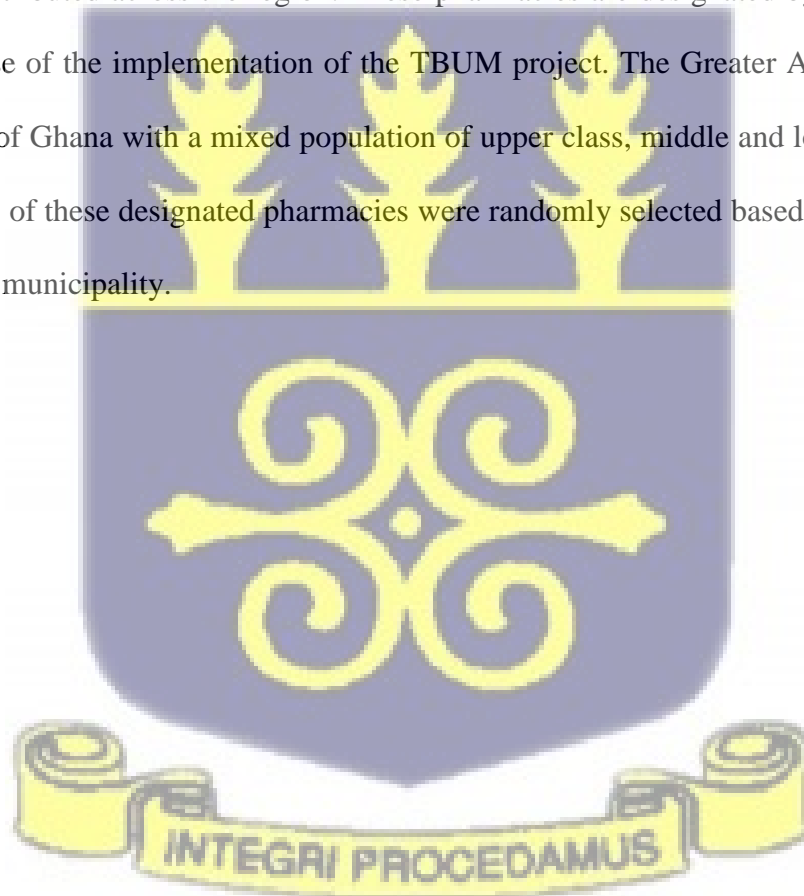 of the implementation of the TBUM project. The Greater A
of Ghana with a mixed population of upper class, middle and
of these designated pharmacies were randomly selected based
municipality.
INTEGRI PROCEDAMUS